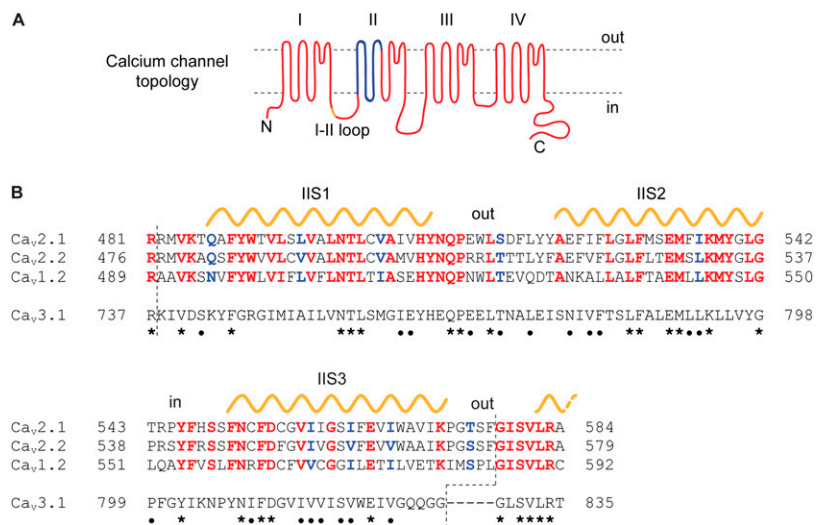 A
I II III IV
out
Calcium channel
topology
in
N
I-II loop
C
B
IIS1 out IIS2
Cav2.1 481 RRMVKTQAFYWTVLSLVALNTLCVAIVHYNQPEWLSDFLYYAEFIFLGLFMSEMFIKMYGLG 542
Cav2.2 476 RRMVKAQSFYWVVLCVVALNTLCVAMVHYNQPRRLTTTLYFAEFVFLGLFLTEMSLKMYGLG 537
Cav1.2 489 RAAVKSNVFYWLVIFLVFLNTLTIASEHYNQPNWLTEVQDTANKALLALFTAEMLLKMYSLG 550
Cav3.1 737 RKIVDSKYFGRGIMIAILVNTLSMGIEYHEQPEELTNALEISNIVFTSLFALEMLLKLLVYG 798
in IIS3 out
Cav2.1 543 TRPYFHSSFNCFDCGVIIGSIFEVIWAVIKPGTSFGISVLRA 584
Cav2.2 538 PRSYFRSSFNCFDFGVIVGSVFEVVWAAIKPGSSFGISVLRA 579
Cav1.2 551 LQAYFVSLFNRFDCFVVCGGILETILVETKIMSPLGISVLRC 592
Cav3.1 799 PFGYIKNPYNIFDGVIVVISVWEIVGQQGG-----GLSVLRT 835